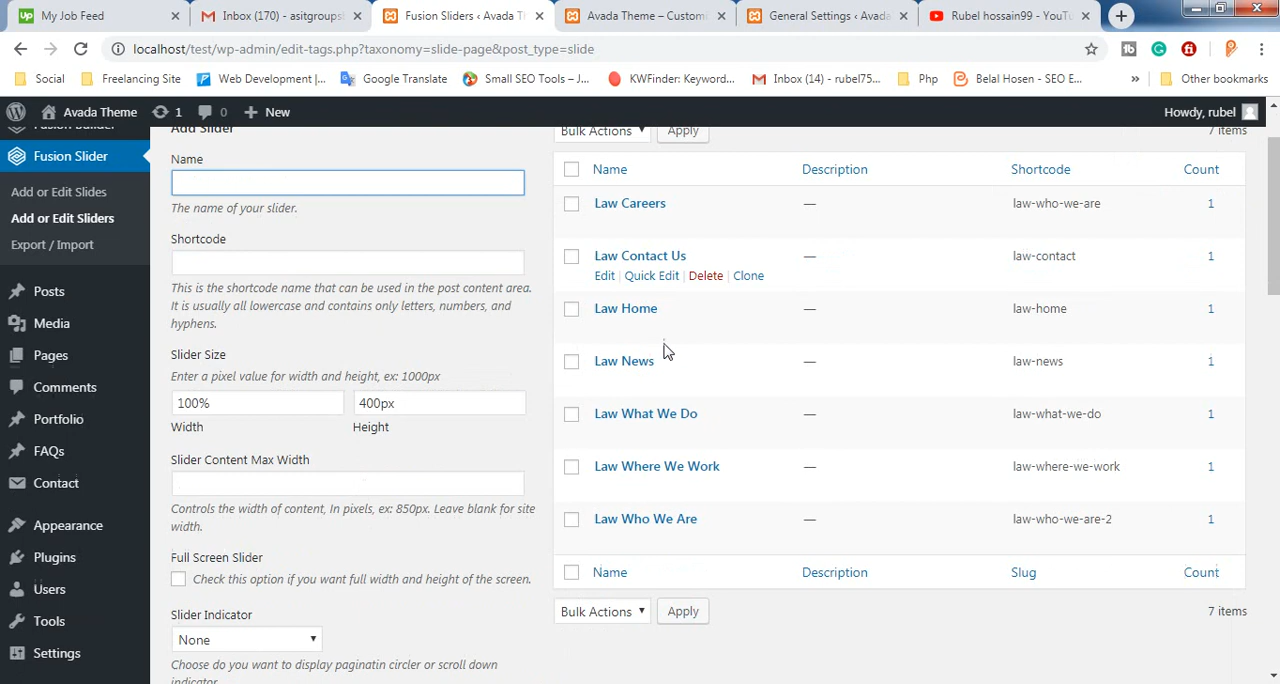 My Job Feed
Inbox (170) - asitgroupsl
Fusion Sliders ‹ Avada T
Avada Theme – Custom
General Settings ‹ Avada
Rubel hossain99 - YouTu
localhost/test/wp-admin/edit-tags.php?taxonomy=slide-page&post_type=slide
Social
Freelancing Site
Web Development |...
Google Translate
Small SEO Tools – J...
KWFinder: Keywor...
Inbox (14) - rubel75...
Php
Belal Hosen - SEO E...
»
Other bookmarks
Avada Theme
1
0
New
Howdy, rubel
Fusion Builder
Fusion Slider
Add or Edit Slides
Add or Edit Sliders
Export / Import
Posts
Media
Pages
Comments
Portfolio
FAQs
Contact
Appearance
Plugins
Users
Tools
Settings
Add Slider
Name
The name of your slider.
Shortcode
This is the shortcode name that can be used in the post content area.
It is usually all lowercase and contains only letters, numbers, and
hyphens.
Slider Size
Enter a pixel value for width and height, ex: 1000px
100% 400px
Width Height
Slider Content Max Width
Controls the width of content, In pixels, ex: 850px. Leave blank for site
width.
Full Screen Slider
Check this option if you want full width and height of the screen.
Slider Indicator
None
Choose do you want to display paginatin circler or scroll down
indicator.
Bulk Actions Apply 7 items
Name Description Shortcode Count
Law Careers — law-who-we-are 1
Law Contact Us — law-contact 1
Edit | Quick Edit | Delete | Clone
Law Home — law-home 1
Law News — law-news 1
Law What We Do — law-what-we-do 1
Law Where We Work — law-where-we-work 1
Law Who We Are — law-who-we-are-2 1
Name Description Slug Count
Bulk Actions Apply 7 items